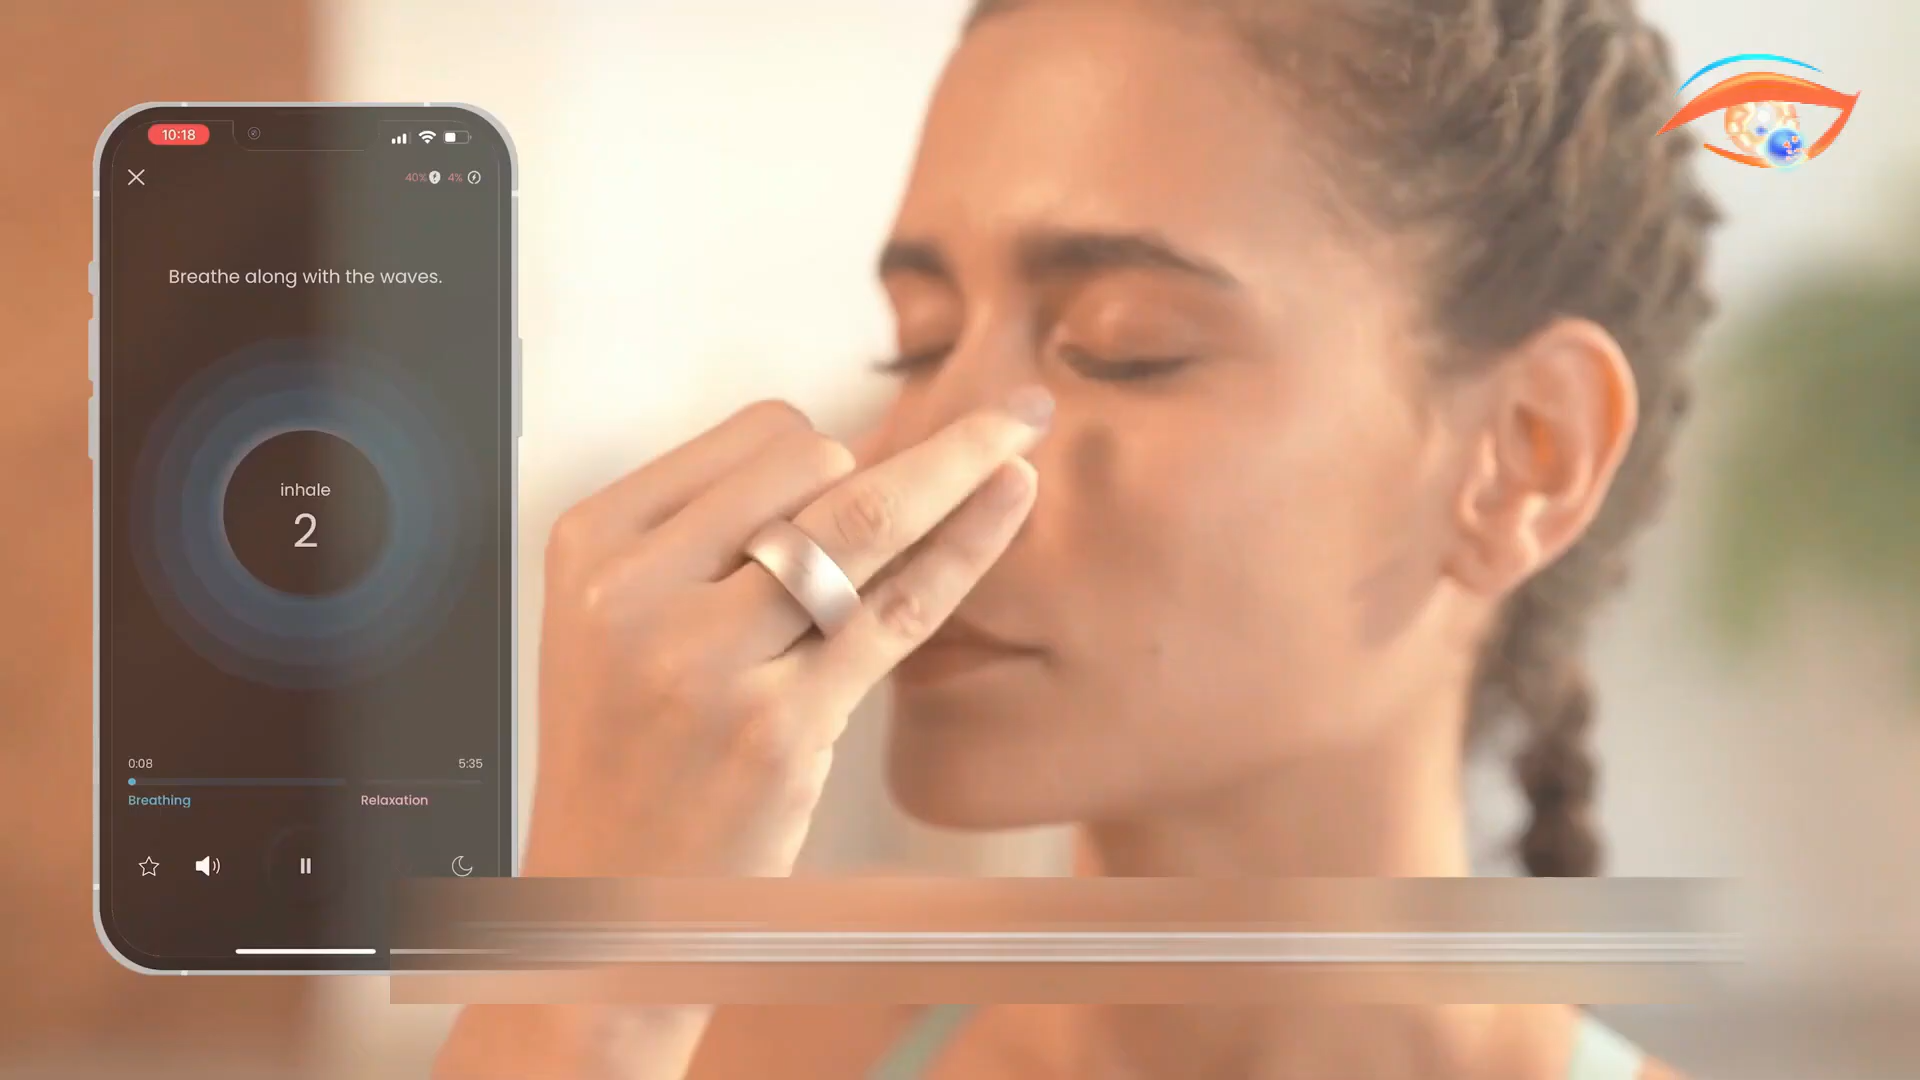 10:18
40% 4%
Breathe along with the waves.
inhale
2
0:08 5:35
Breathing Relaxation